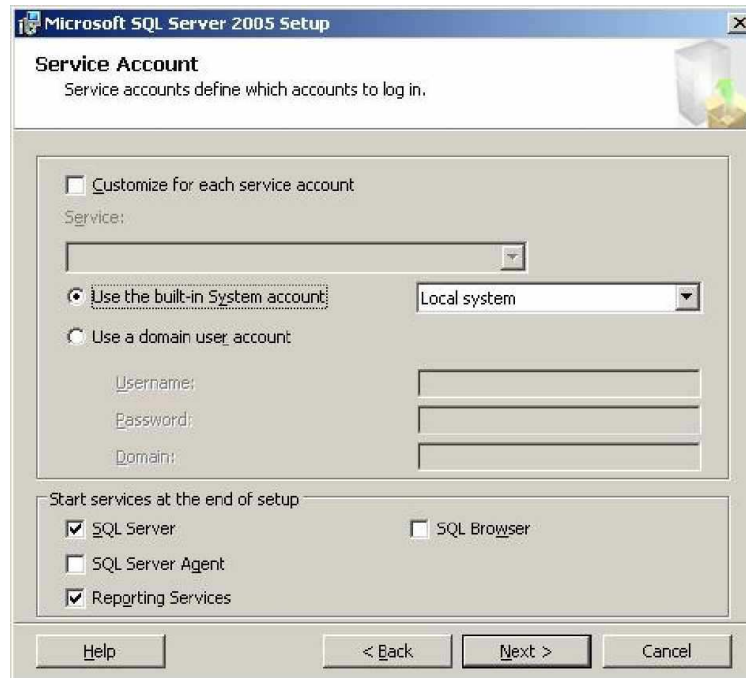 Microsoft SQL Server 2005 Setup
Service Account
Service accounts define which accounts to log in.
Customize for each service account
Service:
Use the built-in System account
Local system
Use a domain user account
Username:
Password:
Domain:
Start services at the end of setup
SQL Server
SQL Browser
SQL Server Agent
Reporting Services
Help
< Back
Next >
Cancel